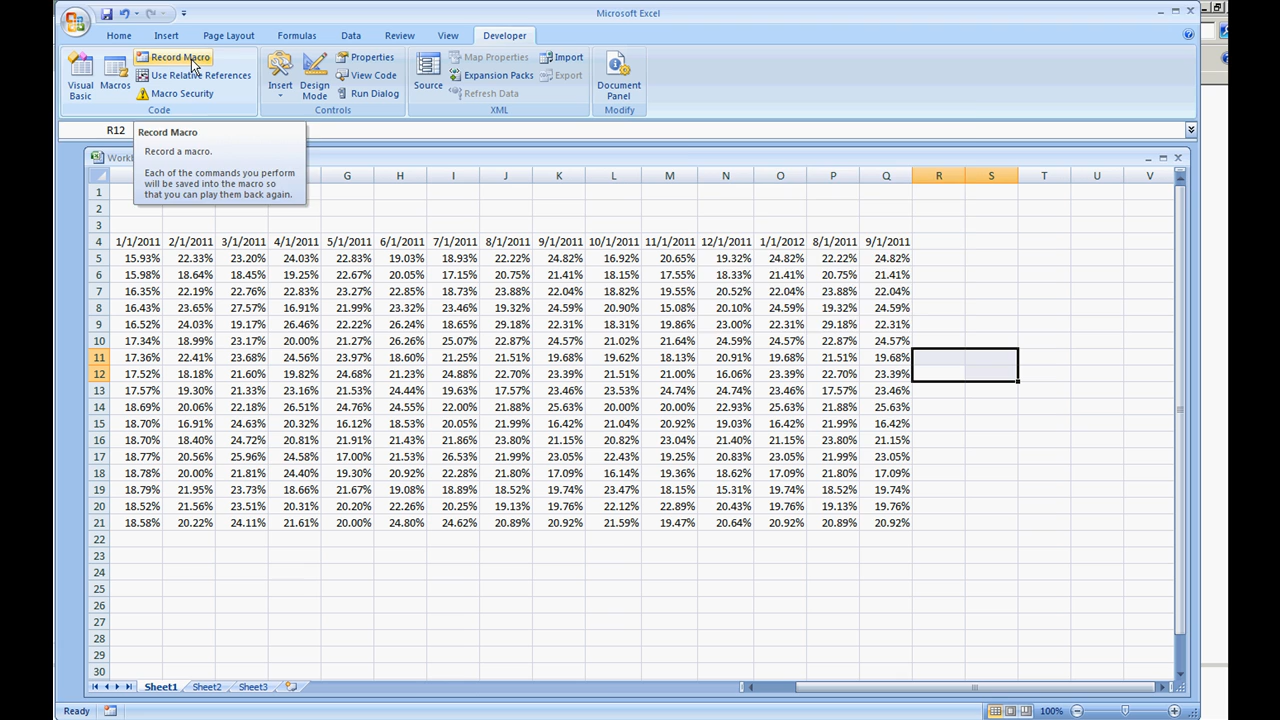 Microsoft Excel
Home Insert Page Layout Formulas Data Review View Developer
Record Macro Properties Map Properties Import
Use Relative References View Code Expansion Packs Export
Macro Security Run Dialog Refresh Data
Visual Basic Macros Insert Design Mode Source Document Panel
Code Controls XML Modify
R12
Record Macro
Record a macro.
Each of the commands you perform
will be saved into the macro so
that you can play them back again.
G H I J K L M N O P Q R S T U V
1
2
3
4 1/1/2011 2/1/2011 3/1/2011 4/1/2011 5/1/2011 6/1/2011 7/1/2011 8/1/2011 9/1/2011 10/1/2011 11/1/2011 12/1/2011 1/1/2012 8/1/2011 9/1/2011
5 15.93% 22.33% 23.20% 24.03% 22.83% 19.03% 18.93% 22.22% 24.82% 16.92% 20.65% 19.32% 24.82% 22.22% 24.82%
6 15.98% 18.64% 18.45% 19.25% 22.67% 20.05% 17.15% 20.75% 21.41% 18.15% 17.55% 18.33% 21.41% 20.75% 21.41%
7 16.35% 22.19% 22.76% 22.83% 23.27% 22.85% 18.73% 23.88% 22.04% 18.82% 19.55% 20.52% 22.04% 23.88% 22.04%
8 16.43% 23.65% 27.57% 16.91% 21.99% 23.32% 23.46% 19.32% 24.59% 20.90% 15.08% 20.10% 24.59% 19.32% 24.59%
9 16.52% 24.03% 19.17% 26.46% 22.22% 26.24% 18.65% 29.18% 22.31% 18.31% 19.86% 23.00% 22.31% 29.18% 22.31%
10 17.34% 18.99% 23.17% 20.00% 21.27% 26.26% 25.07% 22.87% 24.57% 21.02% 21.64% 24.59% 24.57% 22.87% 24.57%
11 17.36% 22.41% 23.68% 24.56% 23.97% 18.60% 21.25% 21.51% 19.68% 19.62% 18.13% 20.91% 19.68% 21.51% 19.68%
12 17.52% 18.18% 21.60% 19.82% 24.68% 21.23% 24.88% 22.70% 23.39% 21.51% 21.00% 16.06% 23.39% 22.70% 23.39%
13 17.57% 19.30% 21.33% 23.16% 21.53% 24.44% 19.63% 17.57% 23.46% 23.53% 24.74% 24.74% 23.46% 17.57% 23.46%
14 18.69% 20.06% 22.18% 26.51% 24.76% 24.55% 22.00% 21.88% 25.63% 20.00% 20.00% 22.93% 25.63% 21.88% 25.63%
15 18.70% 16.91% 24.63% 20.32% 16.12% 18.53% 20.05% 21.99% 16.42% 21.04% 20.92% 19.03% 16.42% 21.99% 16.42%
16 18.70% 18.40% 24.72% 20.81% 21.91% 21.43% 21.86% 23.80% 21.15% 20.82% 23.04% 21.40% 21.15% 23.80% 21.15%
17 18.77% 20.56% 25.96% 24.58% 17.00% 21.53% 26.53% 21.99% 23.05% 22.43% 19.25% 20.83% 23.05% 21.99% 23.05%
18 18.78% 20.00% 21.81% 24.40% 19.30% 20.92% 22.28% 21.80% 17.09% 16.14% 19.36% 18.62% 17.09% 21.80% 17.09%
19 18.79% 21.95% 23.73% 18.66% 21.67% 19.08% 18.89% 18.52% 19.74% 23.47% 18.15% 15.31% 19.74% 18.52% 19.74%
20 18.52% 21.56% 23.51% 20.31% 20.20% 22.26% 20.25% 19.13% 19.76% 22.12% 22.89% 20.43% 19.76% 19.13% 19.76%
21 18.58% 20.22% 24.11% 21.61% 20.00% 24.80% 24.62% 20.89% 20.92% 21.59% 19.47% 20.64% 20.92% 20.89% 20.92%
22
23
24
25
26
27
28
29
30
Sheet1 Sheet2 Sheet3
Ready 100%